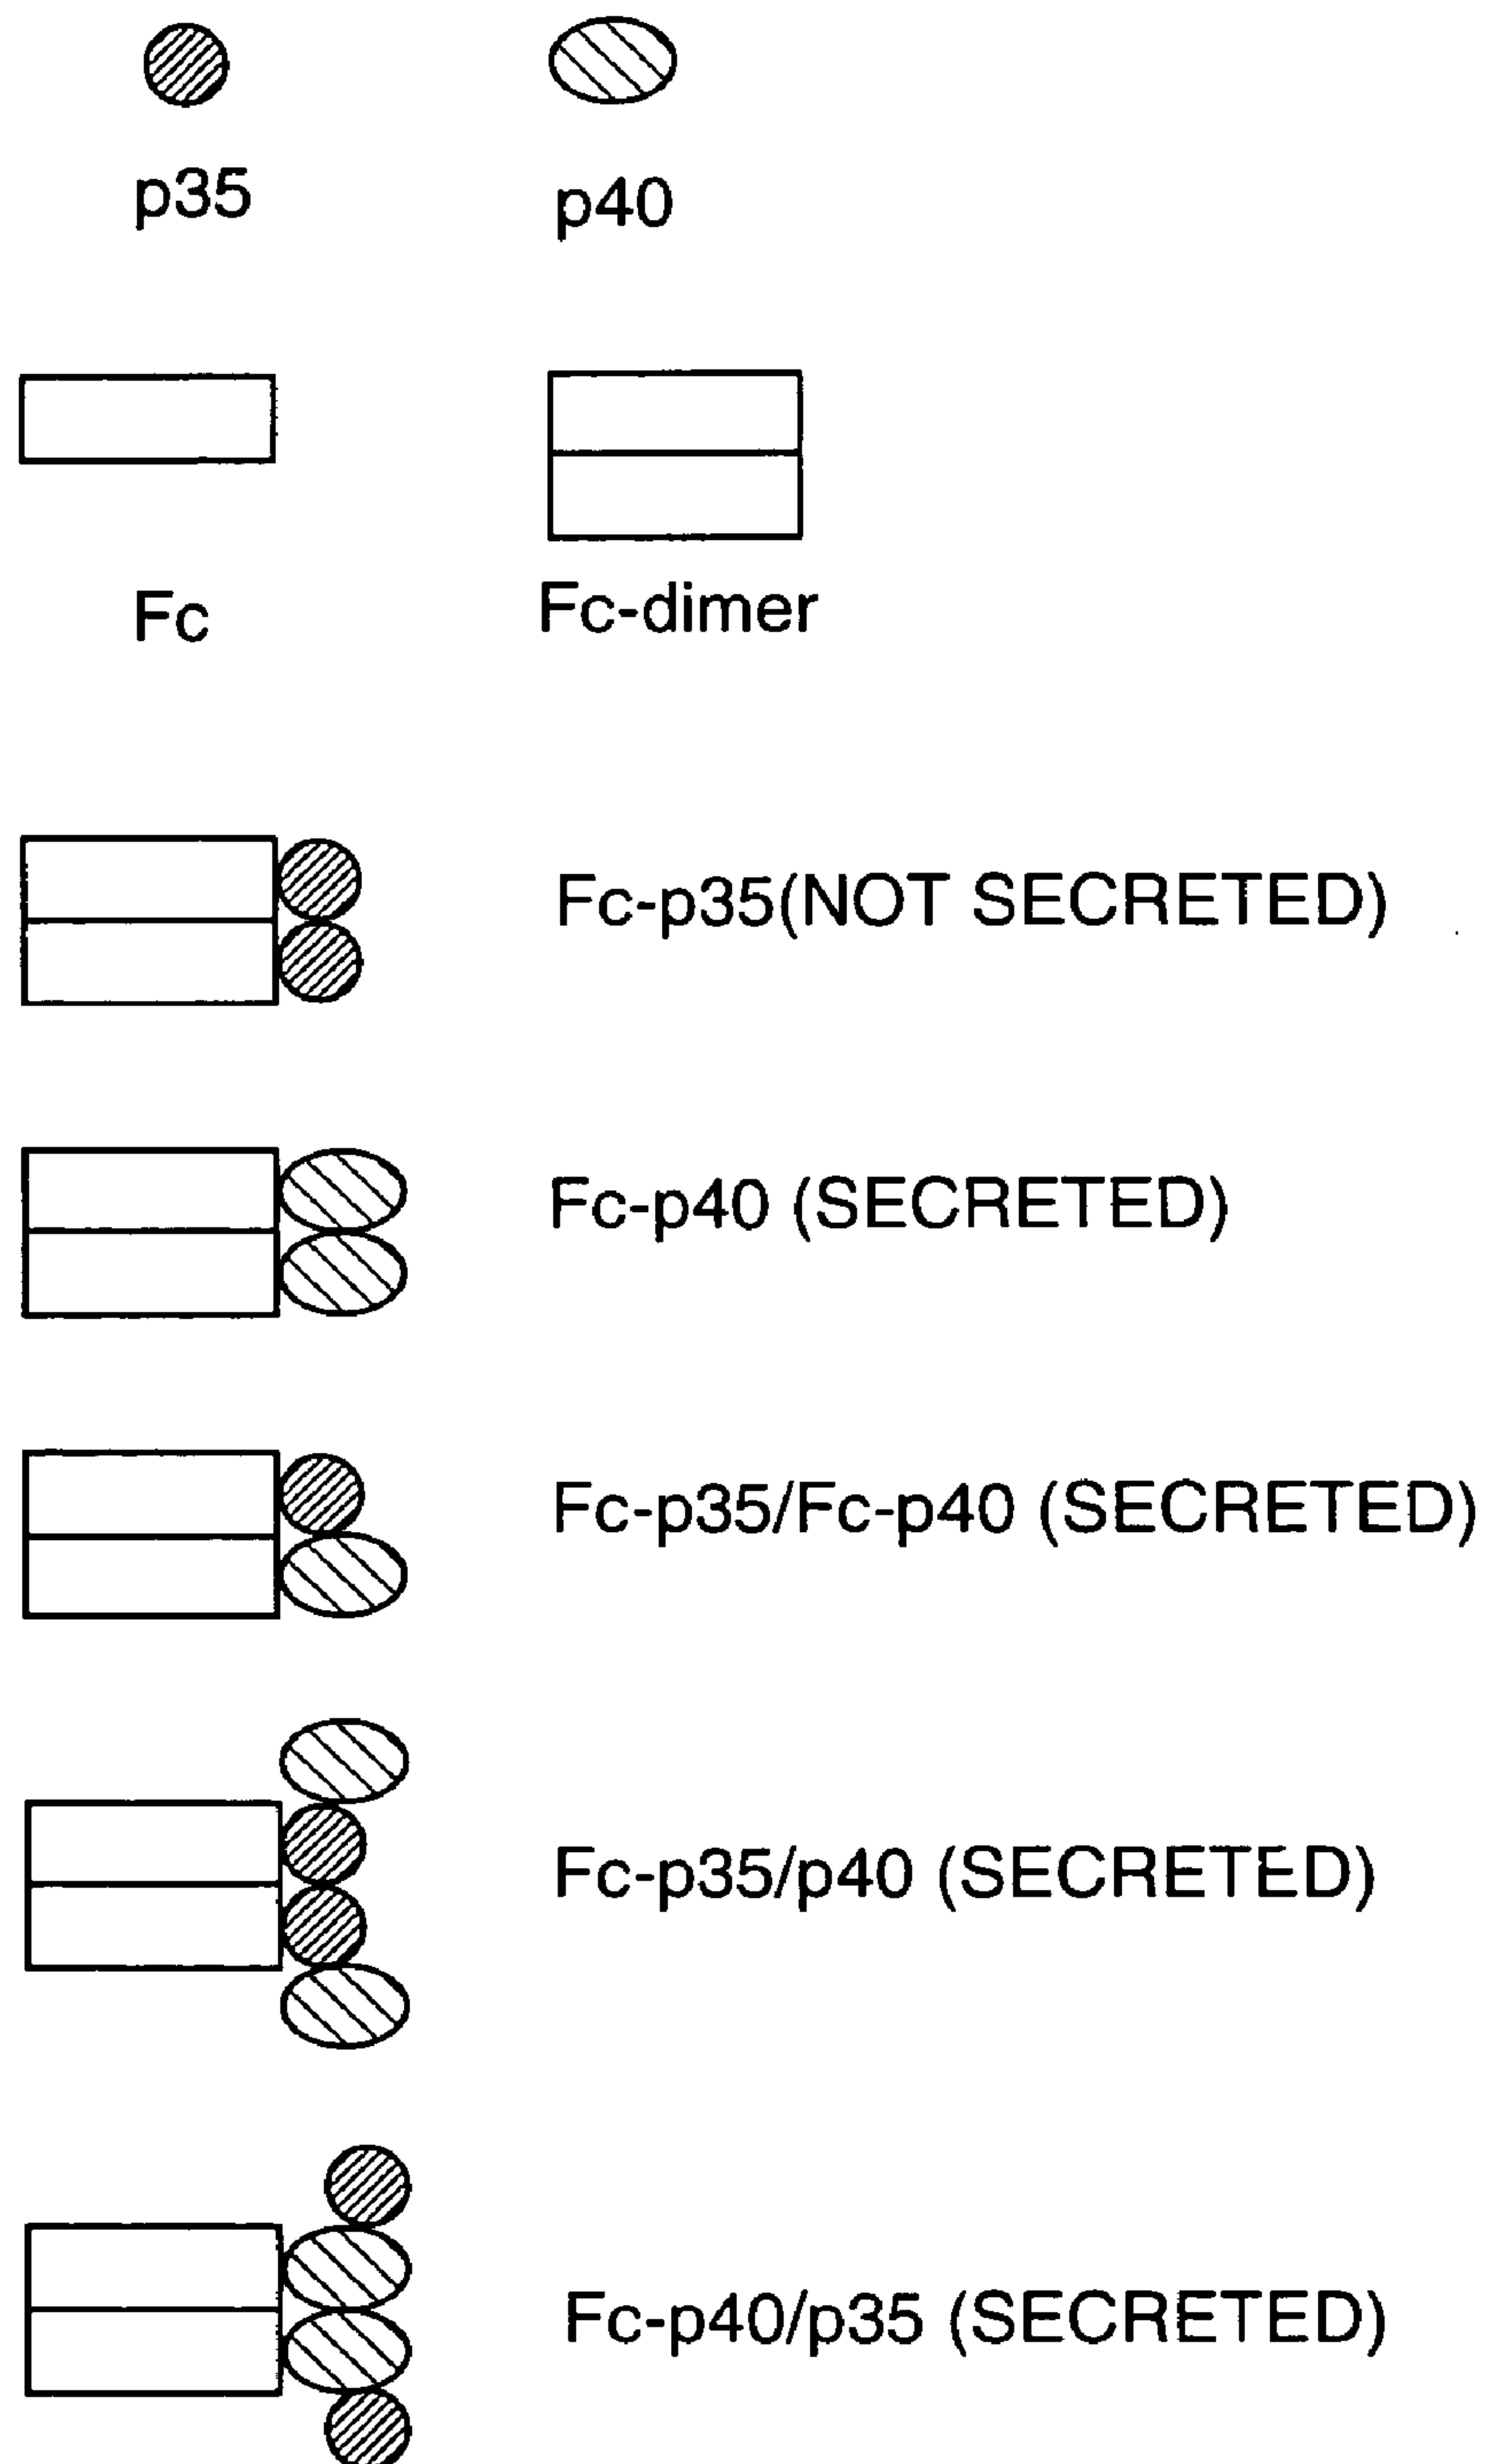 p35
p40
Fc
Fc-dimer
Fc-p35(NOT SECRETED)
Fc-p40 (SECRETED)
Fc-p35/Fc-p40 (SECRETED)
Fc-p35/p40 (SECRETED)
Fc-p40/p35 (SECRETED)